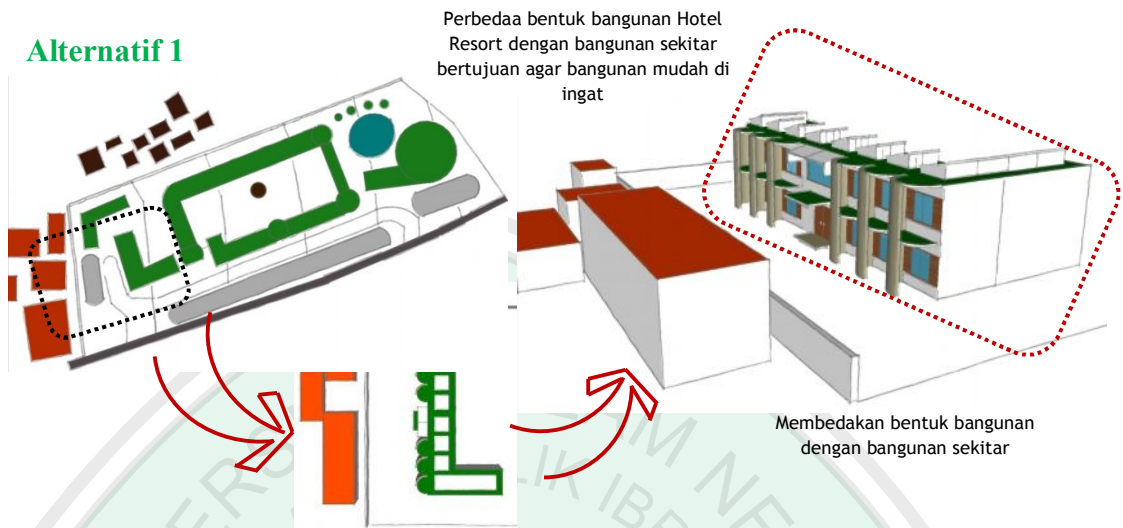 Alternatif 1
Perbedaa bentuk bangunan Hotel
Resort dengan bangunan sekitar
bertujuan agar bangunan mudah di
ingat
Membedakan bentuk bangunan
dengan bangunan sekitar